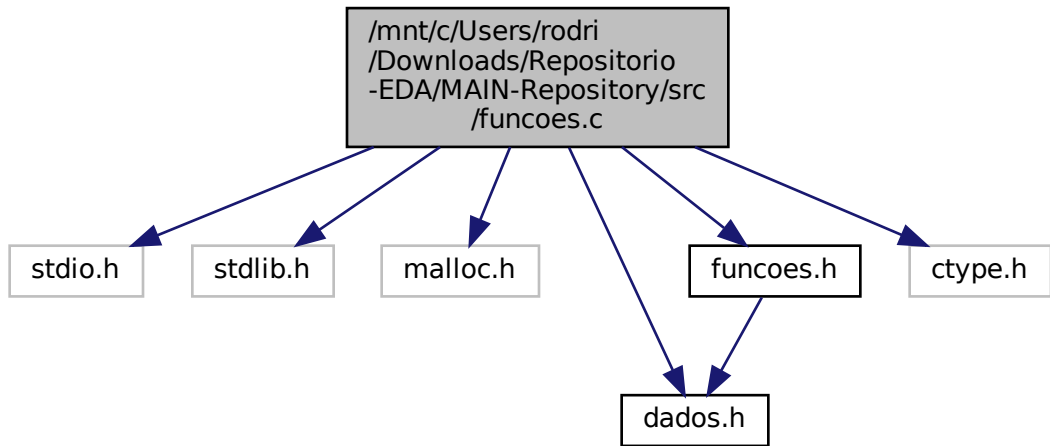 /mnt/c/Users/rodri
/Downloads/Repositorio
-EDA/MAIN-Repository/src
/funcoes.c
stdio.h
stdlib.h
malloc.h
funcoes.h
ctype.h
dados.h